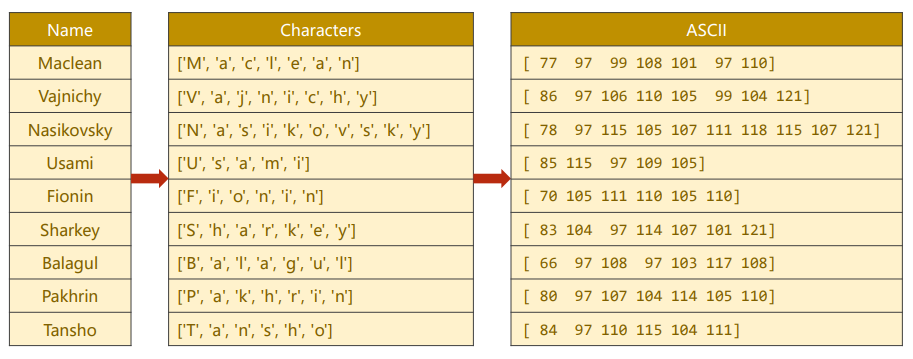 Name Characters ASCII
Maclean ['M', 'a', 'c', 'l', 'e', 'a', 'n'] [ 77  97  99 108 101  97 110]
Vajnichy ['V', 'a', 'j', 'n', 'i', 'c', 'h', 'y'] [ 86  97 106 110 105  99 104 121]
Nasikovsky ['N', 'a', 's', 'i', 'k', 'o', 'v', 's', 'k', 'y'] [ 78  97 115 105 107 111 118 115 107 121]
Usami ['U', 's', 'a', 'm', 'i'] [ 85 115  97 109 105]
Fionin ['F', 'i', 'o', 'n', 'i', 'n'] [ 70 105 111 110 105 110]
Sharkey ['S', 'h', 'a', 'r', 'k', 'e', 'y'] [ 83 104  97 114 107 101 121]
Balagul ['B', 'a', 'l', 'a', 'g', 'u', 'l'] [ 66  97 108  97 103 117 108]
Pakhrin ['P', 'a', 'k', 'h', 'r', 'i', 'n'] [ 80  97 107 104 114 105 110]
Tansho ['T', 'a', 'n', 's', 'h', 'o'] [ 84  97 110 115 104 111]